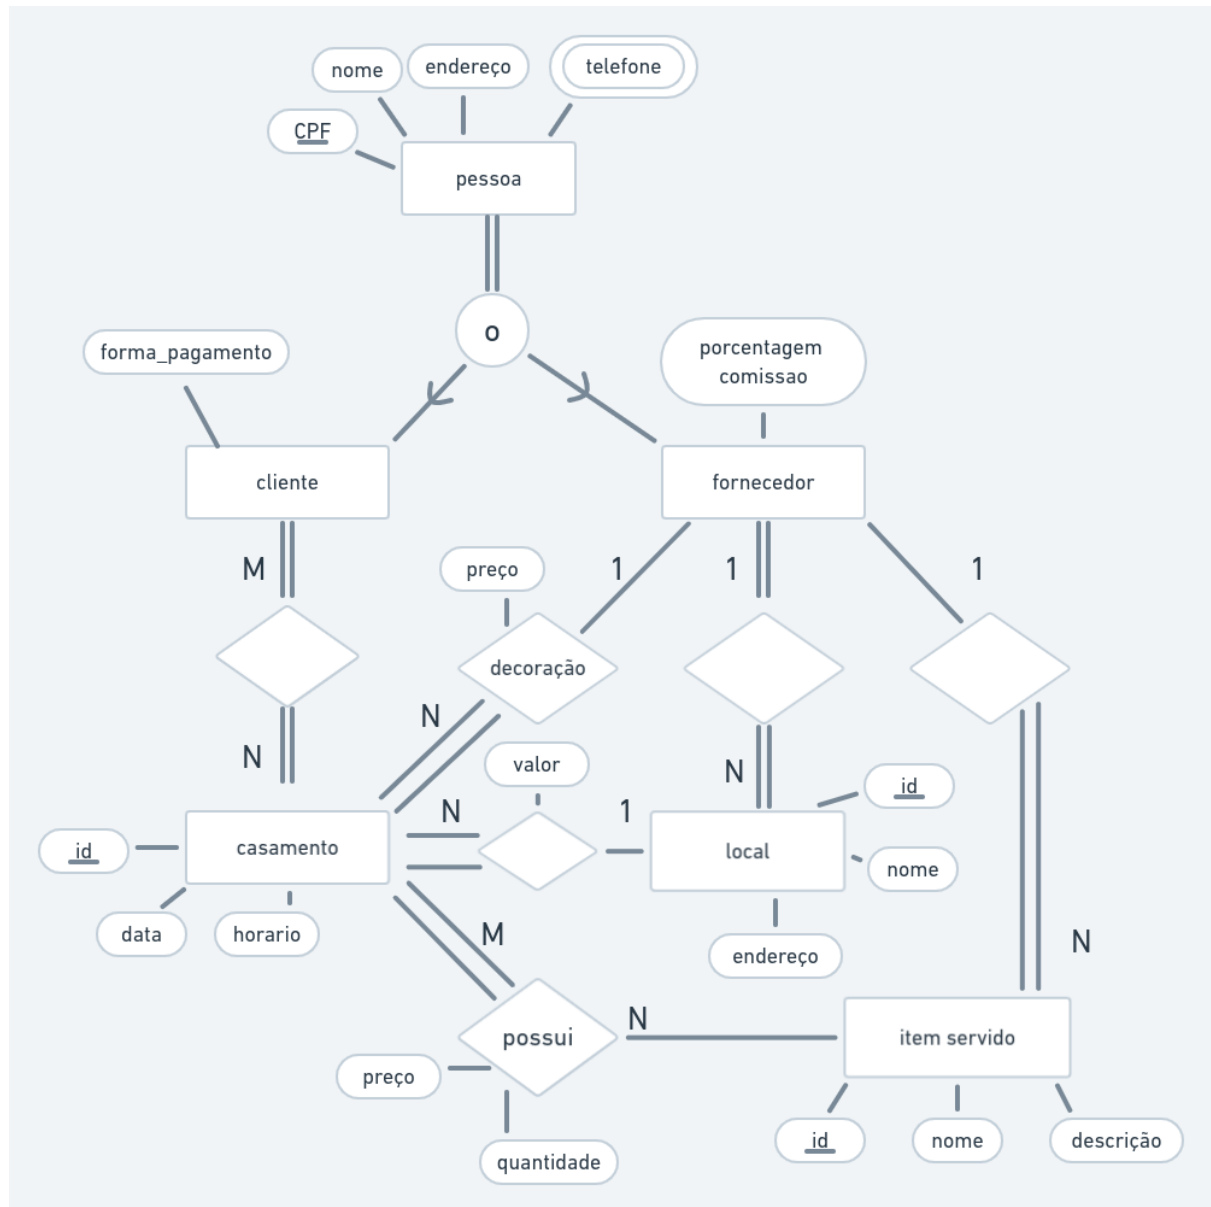 nome
endereço
telefone
CPF
pessoa
o
forma_pagamento
porcentagem
comissao
cliente
fornecedor
M
preço
1
1
1
decoração
N
N
valor
N
id
N
1
id
casamento
local
nome
data
horario
endereço
M
N
N
possui
item servido
preço
id
nome
descrição
quantidade